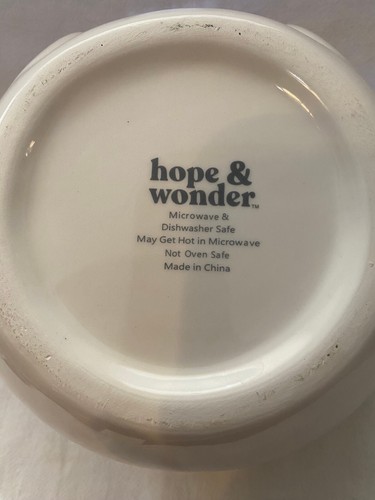 hope &
wonder™
Microwave &
Dishwasher Safe
May Get Hot in Microwave
Not Oven Safe
Made in China